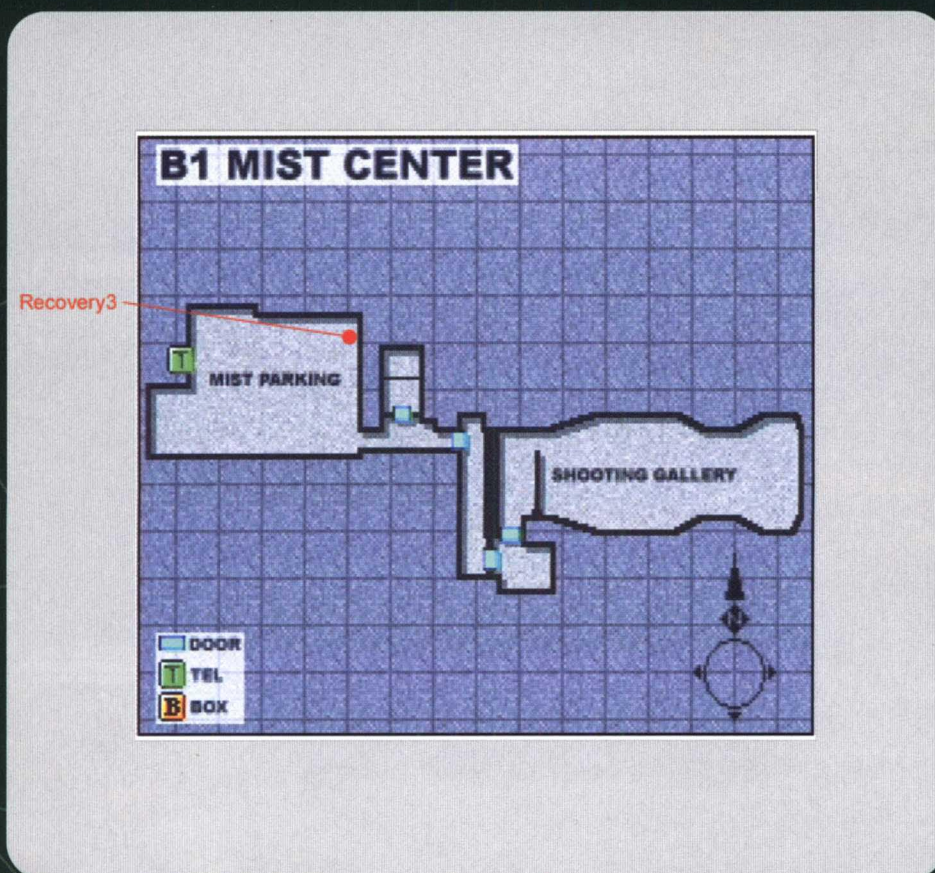 B1 MIST CENTER
Recovery3
T
MIST PARKING
SHOOTING GALLERY
N
DOOR
T TEL
B BOX